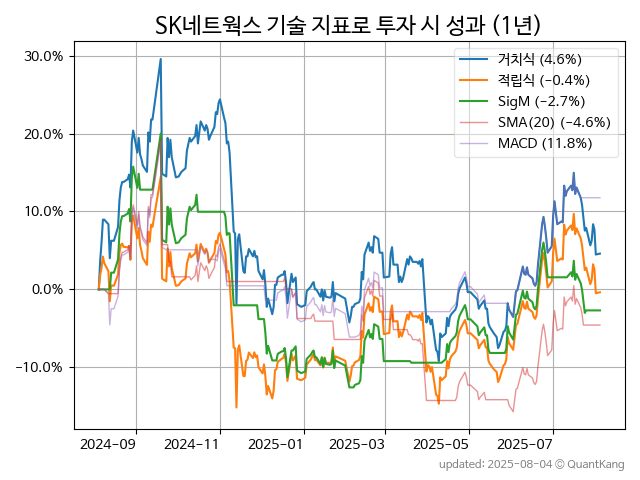 SK네트웍스 기술 지표로 투자 시 성과 (1년)
30.0%
20.0%
10.0%
0.0%
−10.0%
거치식 (4.6%)
적립식 (−0.4%)
SigM (−2.7%)
SMA(20) (−4.6%)
MACD (11.8%)
2024-09
2024-11
2025-01
2025-03
2025-05
2025-07
updated: 2025-08-04 © QuantKang